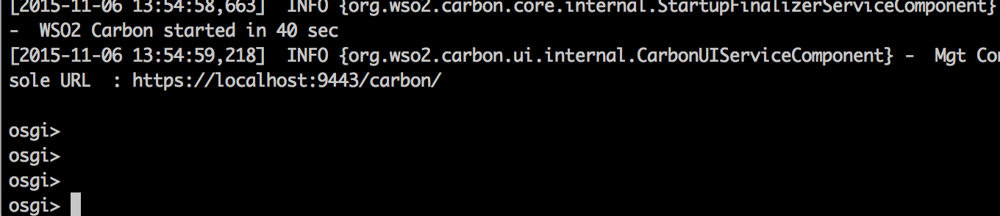 [2015-11-06 13:54:58,663]  INFO {org.wso2.carbon.core.internal.StartupFinalizerServiceComponent}
-  WSO2 Carbon started in 40 sec
[2015-11-06 13:54:59,218]  INFO {org.wso2.carbon.ui.internal.CarbonUIServiceComponent} -  Mgt Con
sole URL  : https://localhost:9443/carbon/
osgi>
osgi>
osgi>
osgi>